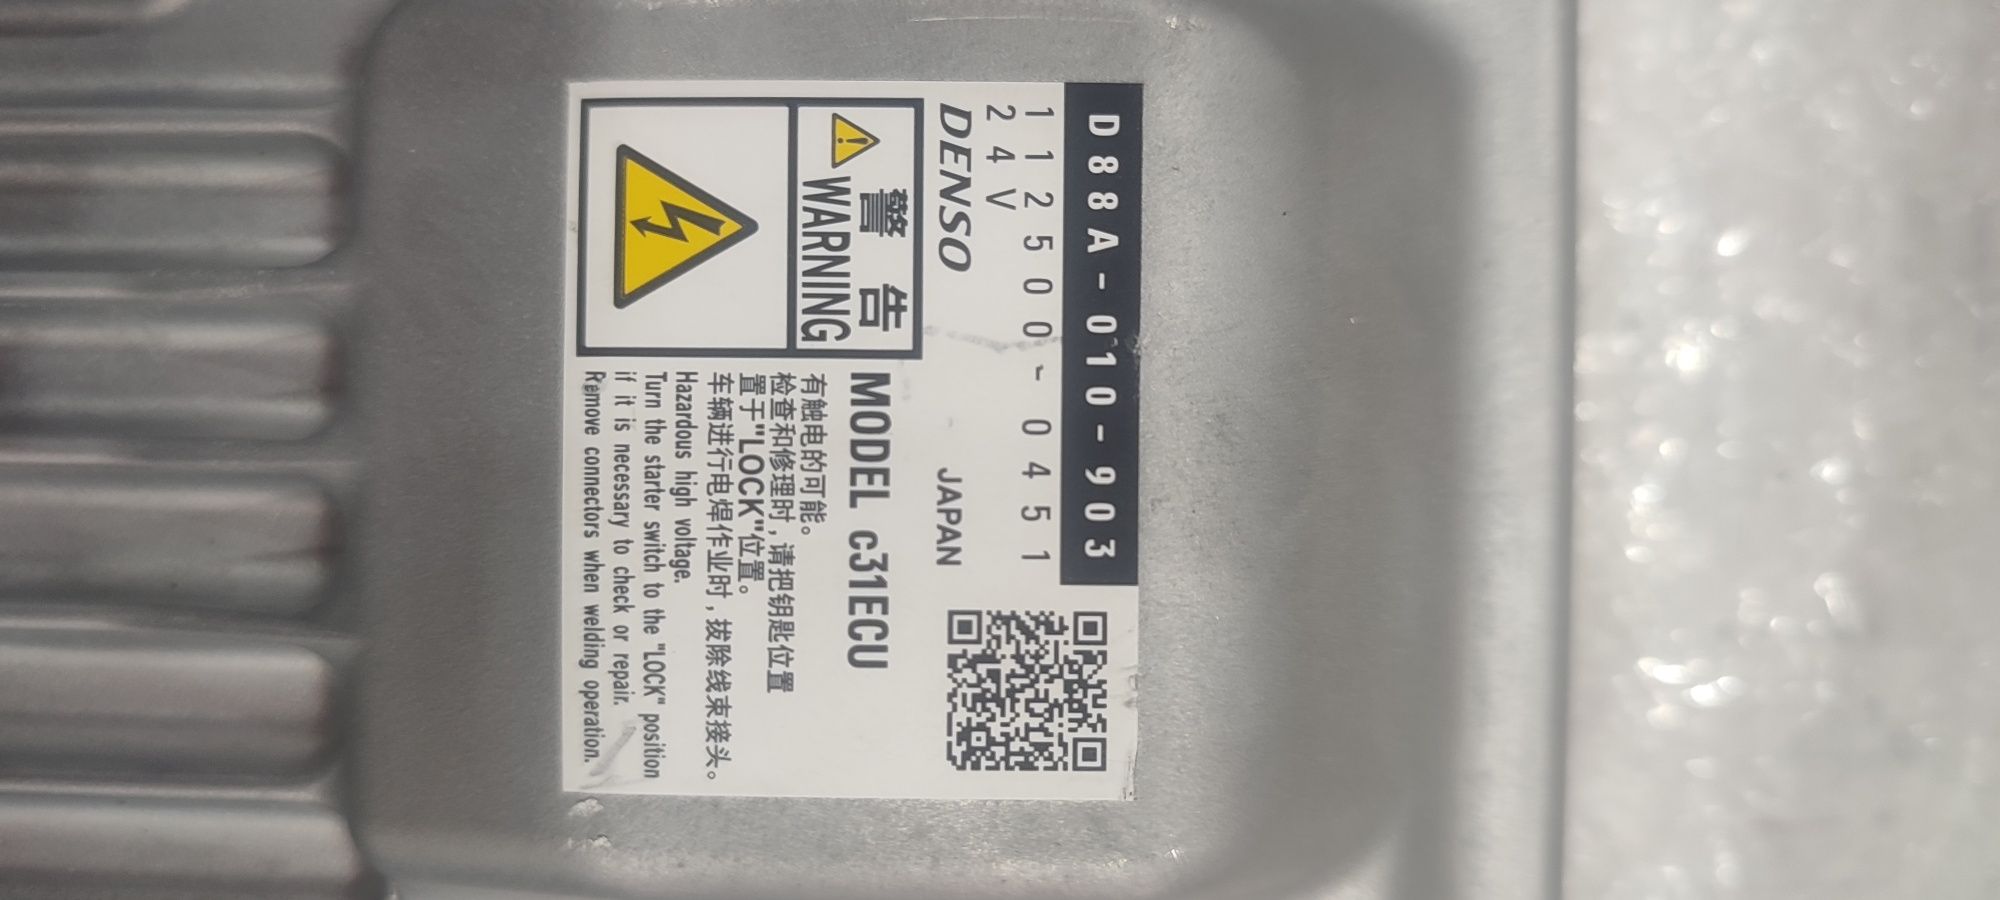 D88A-010-903
112500-0451
24V
DENSO
JAPAN
警告
WARNING
MODEL c31ECU
有触电的可能。
检查和修理时,请把钥匙位置
置于"LOCK"位置。
车辆进行电焊作业时,拔除线束接头。
Hazardous high voltage.
Turn the starter switch to the "LOCK" position
if it is necessary to check or repair.
Remove connectors when welding operation.